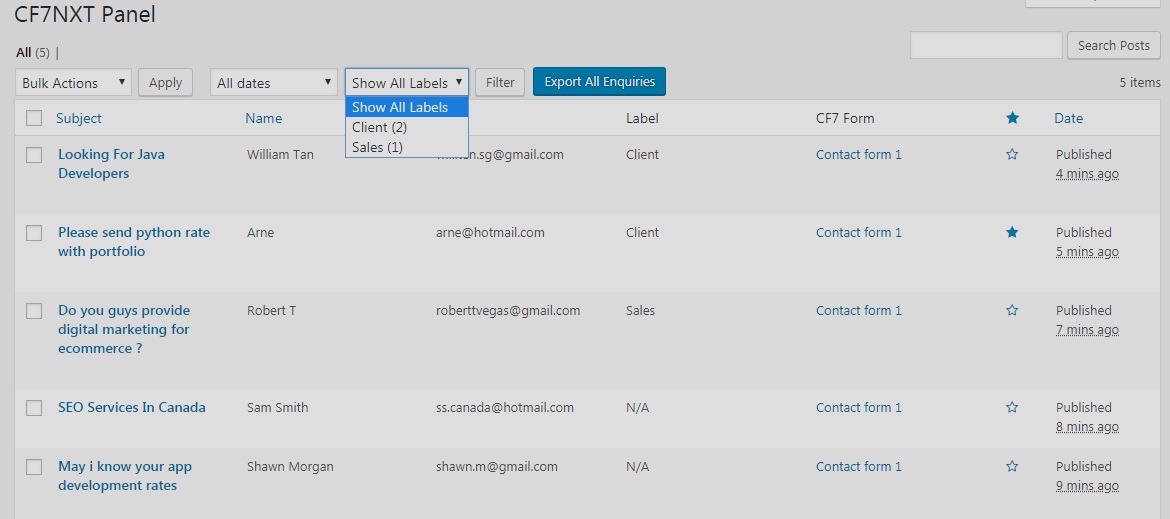 CF7NXT Panel
All (5) |
Search Posts
Bulk Actions Apply All dates Show All Labels Filter Export All Enquiries 5 items
Show All Labels
Client (2)
Sales (1)
Subject Name Label CF7 Form Date
Looking For Java William Tan .sg@gmail.com Client Contact form 1 Published
Developers 4 mins ago
Please send python rate Arne arne@hotmail.com Client Contact form 1 Published
with portfolio 5 mins ago
Do you guys provide Robert T roberttvegas@gmail.com Sales Contact form 1 Published
digital marketing for 7 mins ago
ecommerce ?
SEO Services In Canada Sam Smith ss.canada@hotmail.com N/A Contact form 1 Published
8 mins ago
May i know your app Shawn Morgan shawn.m@gmail.com N/A Contact form 1 Published
development rates 9 mins ago